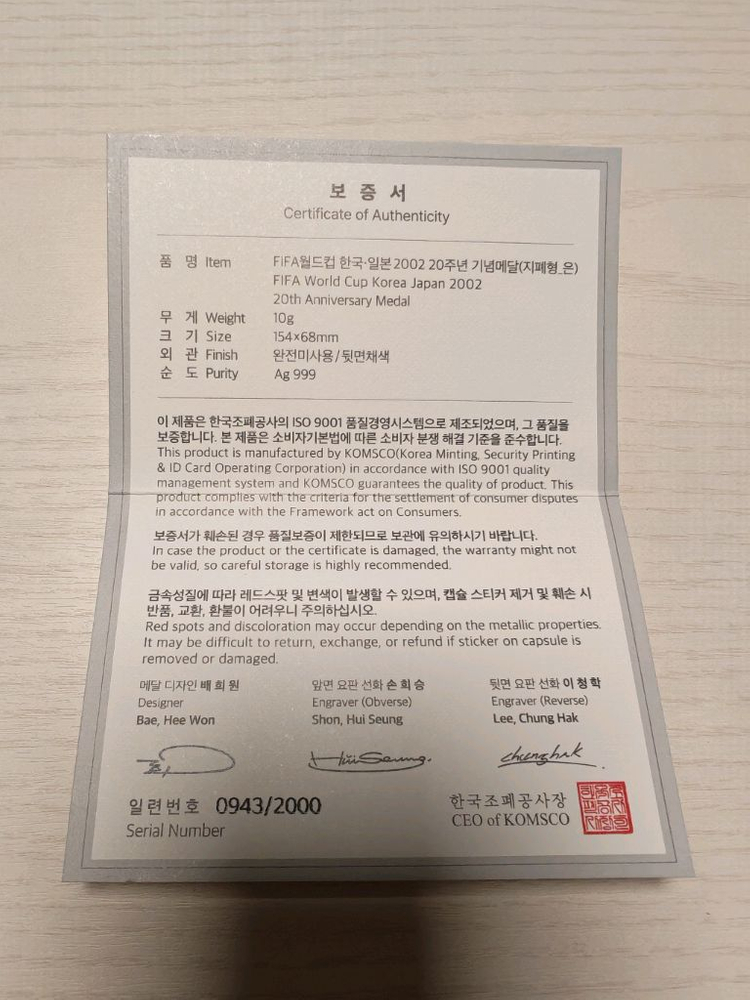 보 증 서
Certificate of Authenticity
품 명 Item FIFA월드컵 한국·일본 2002 20주년 기념메달(지폐형_은)
FIFA World Cup Korea Japan 2002
20th Anniversary Medal
무 게 Weight 10g
크 기 Size 154×68mm
외 관 Finish 완전미사용/뒷면채색
순 도 Purity Ag 999
이 제품은 한국조폐공사의 ISO 9001 품질경영시스템으로 제조되었으며, 그 품질을
보증합니다. 본 제품은 소비자기본법에 따른 소비자 분쟁 해결 기준을 준수합니다.
This product is manufactured by KOMSCO(Korea Minting, Security Printing
& ID Card Operating Corporation) in accordance with ISO 9001 quality
management system and KOMSCO guarantees the quality of product. This
product complies with the criteria for the settlement of consumer disputes
in accordance with the Framework act on Consumers.
보증서가 훼손된 경우 품질보증이 제한되므로 보관에 유의하시기 바랍니다.
In case the product or the certificate is damaged, the warranty might not
be valid, so careful storage is highly recommended.
금속성질에 따라 레드스팟 및 변색이 발생할 수 있으며, 캡슐 스티커 제거 및 훼손 시
반품, 교환, 환불이 어려우니 주의하십시오.
Red spots and discoloration may occur depending on the metallic properties.
It may be difficult to return, exchange, or refund if sticker on capsule is
removed or damaged.
메달 디자인 배 희 원 앞면 요판 선화 손 희 승 뒷면 요판 선화 이 청 학
Designer Engraver (Obverse) Engraver (Reverse)
Bae, Hee Won Shon, Hui Seung Lee, Chung Hak
Hui Seung. chunghak
일련번호 0943/2000 한국조폐공사장
Serial Number CEO of KOMSCO